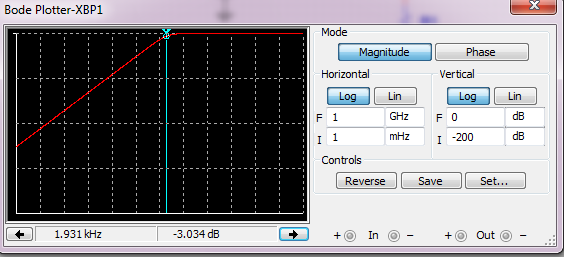 Bode Plotter-XBP1
Mode
Magnitude Phase
Horizontal Vertical
Log Lin Log Lin
F 1 GHz F 0 dB
I 1 mHz I -200 dB
Controls
Reverse Save Set...
1.931 kHz -3.034 dB
+ In - + Out -